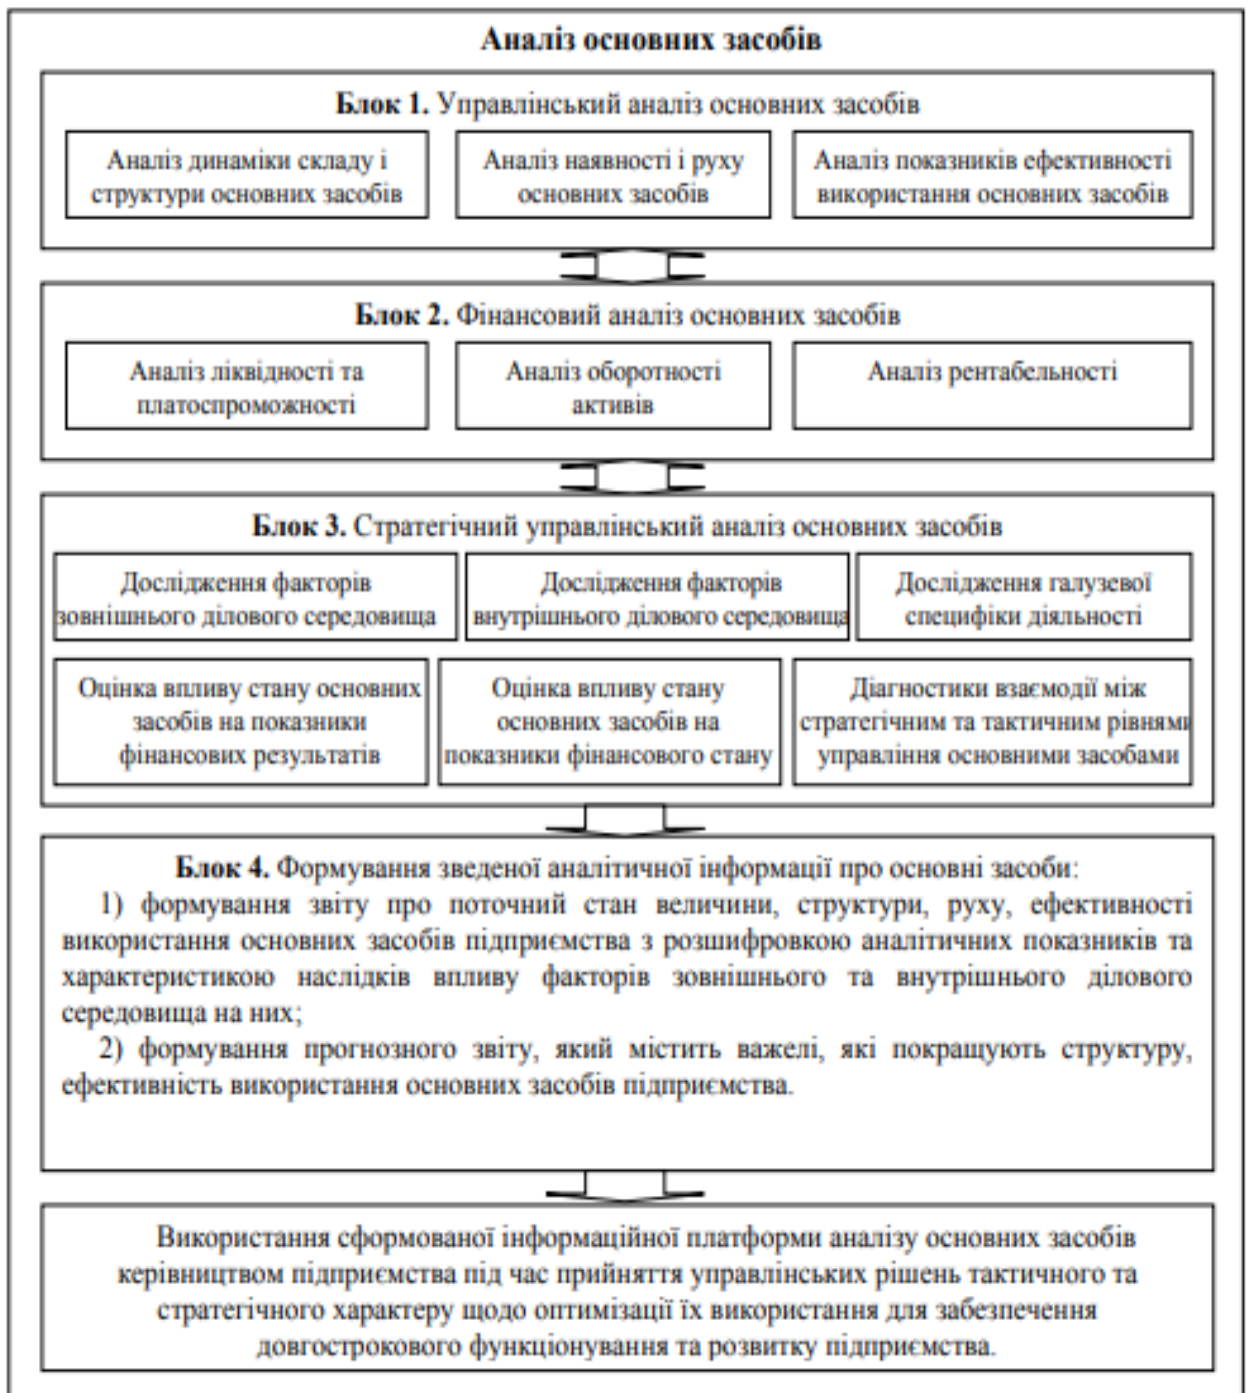 Аналіз основних засобів
Блок 1. Управлінський аналіз основних засобів
Аналіз динаміки складу і
структури основних засобів
Аналіз наявності і руху
основних засобів
Аналіз показників ефективності
використання основних засобів
Блок 2. Фінансовий аналіз основних засобів
Аналіз ліквідності та
платоспроможності
Аналіз оборотності
активів
Аналіз рентабельності
Блок 3. Стратегічний управлінський аналіз основних засобів
Дослідження факторів
зовнішнього ділового середовища
Дослідження факторів
внутрішнього ділового середовища
Дослідження галузевої
специфіки діяльності
Оцінка впливу стану основних
засобів на показники
фінансових результатів
Оцінка впливу стану
основних засобів на
показники фінансового стану
Діагностики взаємодії між
стратегічним та тактичним рівнями
управління основними засобами
Блок 4. Формування зведеної аналітичної інформації про основні засоби:
1) формування звіту про поточний стан величини, структури, руху, ефективності
використання основних засобів підприємства з розшифровкою аналітичних показників та
характеристикою наслідків впливу факторів зовнішнього та внутрішнього ділового
середовища на них;
2) формування прогнозного звіту, який містить важелі, які покращують структуру,
ефективність використання основних засобів підприємства.
Використання сформованої інформаційної платформи аналізу основних засобів
керівництвом підприємства під час прийняття управлінських рішень тактичного та
стратегічного характеру щодо оптимізації їх використання для забезпечення
довгострокового функціонування та розвитку підприємства.